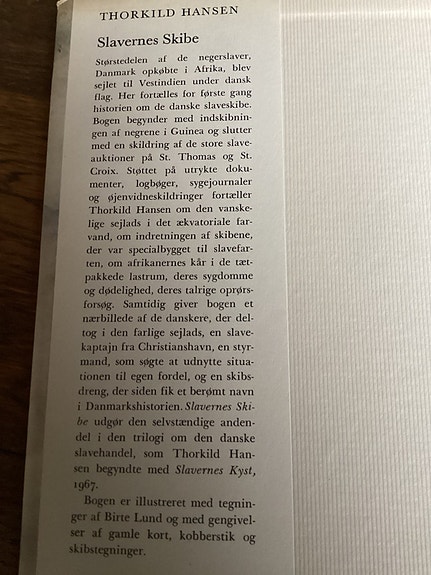 THORKILD HANSEN
Slavernes Skibe
Størstedelen af de negerslaver,
Danmark opkøbte i Afrika, blev
sejlet til Vestindien under dansk
flag. Her fortælles for første gang
historien om de danske slaveskibe.
Bogen begynder med indskibnin-
gen af negrene i Guinea og slutter
med en skildring af de store slave-
auktioner på St. Thomas og St.
Croix. Støttet på utrykte doku-
menter, logbøger, sygejournaler
og øjenvidneskildringer fortæller
Thorkild Hansen om den vanske-
lige sejlads i det ækvatoriale far-
vand, om indretningen af skibene,
der var specialbygget til slavefar-
ten, om afrikanernes kår i de tæt-
pakkede lastrum, deres sygdomme
og dødelighed, deres talrige oprørs-
forsøg. Samtidig giver bogen et
nærbillede af de danskere, der del-
tog i den farlige sejlads, en slave-
kaptajn fra Christianshavn, en styr-
mand, som søgte at udnytte situa-
tionen til egen fordel, og en skibs-
dreng, der siden fik et berømt navn
i Danmarkshistorien. Slavernes Ski-
be udgør den selvstændige anden-
del i den trilogi om den danske
slavehandel, som Thorkild Han-
sen begyndte med Slavernes Kyst,
1967.
Bogen er illustreret med tegnin-
ger af Birte Lund og med gengivel-
ser af gamle kort, kobberstik og
skibstegninger.